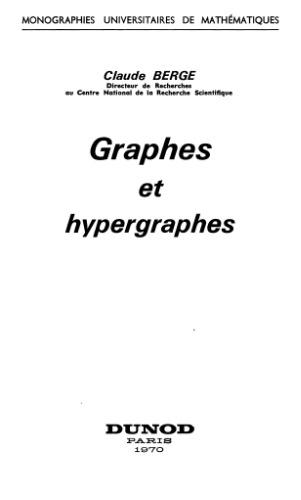 MONOGRAPHIES UNIVERSITAIRES DE MATHÉMATIQUES
Claude BERGE
Directeur de Recherches
au Centre National de la Recherche Scientifique
Graphes
et
hypergraphes
DUNOD
PARIS
1970